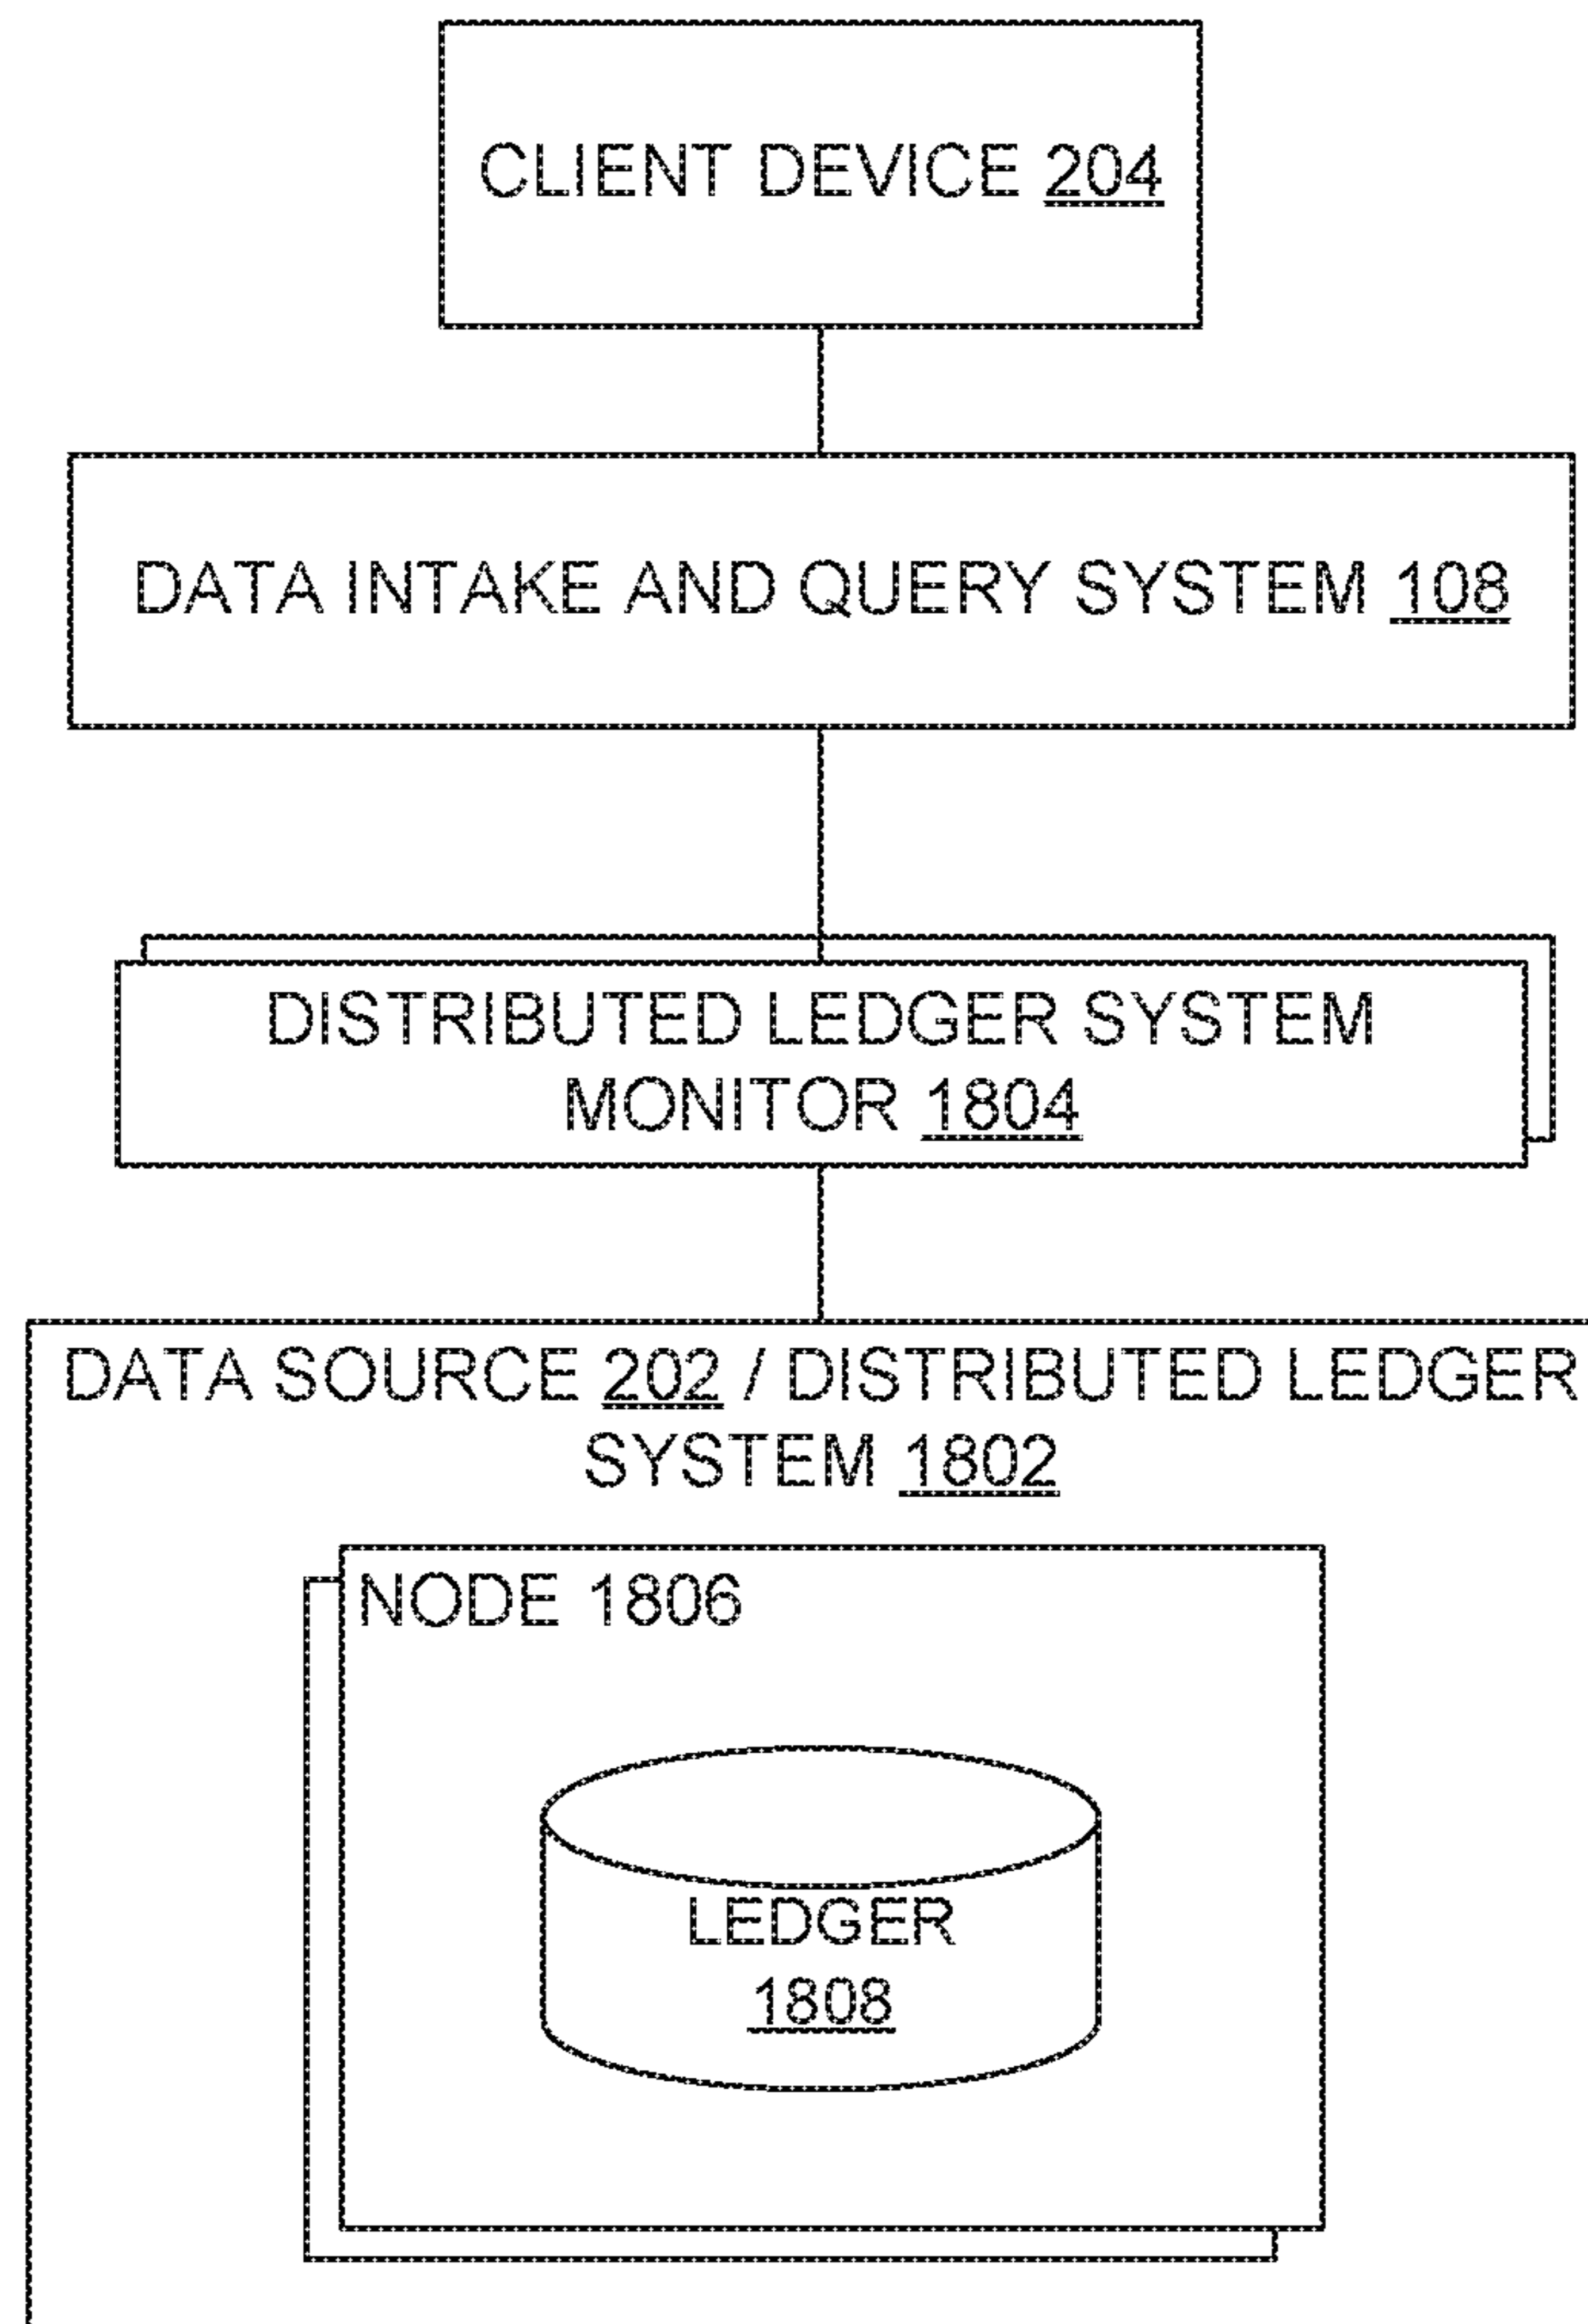 CLIENT DEVICE 204
DATA INTAKE AND QUERY SYSTEM 108
DISTRIBUTED LEDGER SYSTEM
MONITOR 1804
DATA SOURCE 202 / DISTRIBUTED LEDGER
SYSTEM 1802
NODE 1806
LEDGER
1808